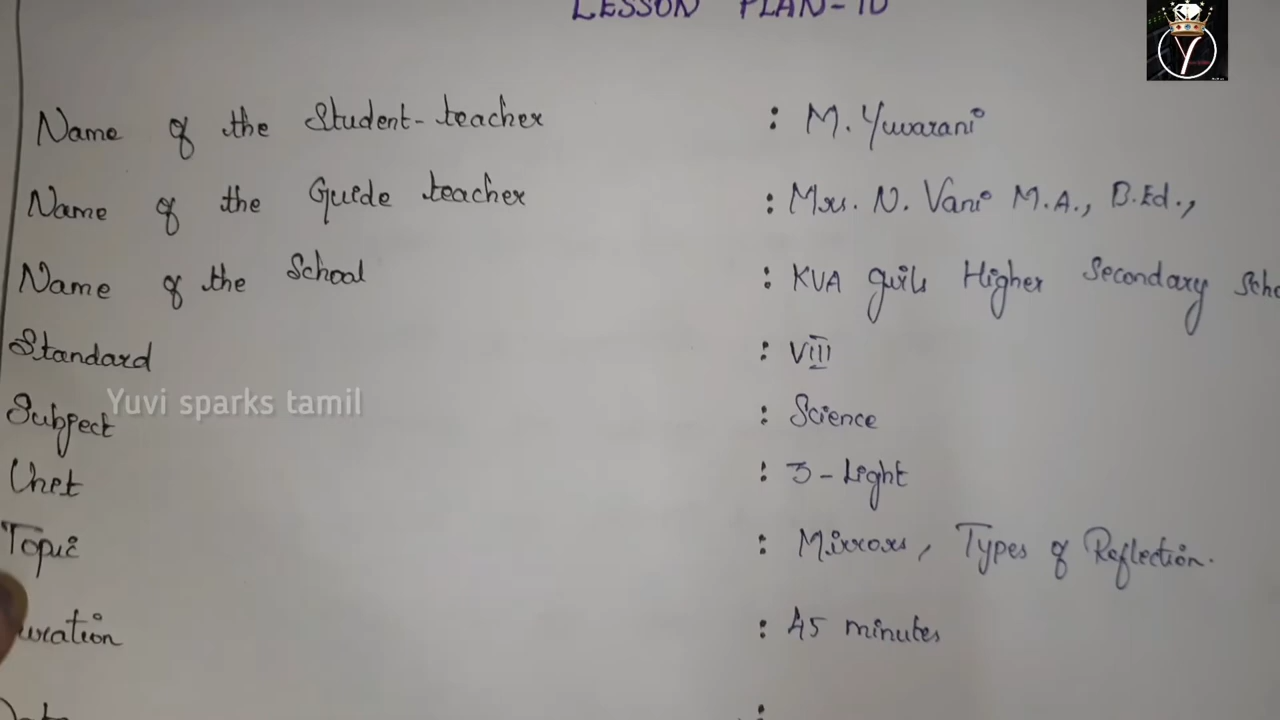 LESSON PLAN-10
Name of the Student-teacher : M. Yuvarani
Name of the Guide teacher : Mrs. N. Vani M.A., B.Ed.,
Name of the School : KVA girls Higher Secondary Scho
Standard : VIII
Yuvi sparks tamil
Subject : Science
Unit : 3-Light
Topic : Mirrors, Types of Reflection.
uration : 45 minutes
: